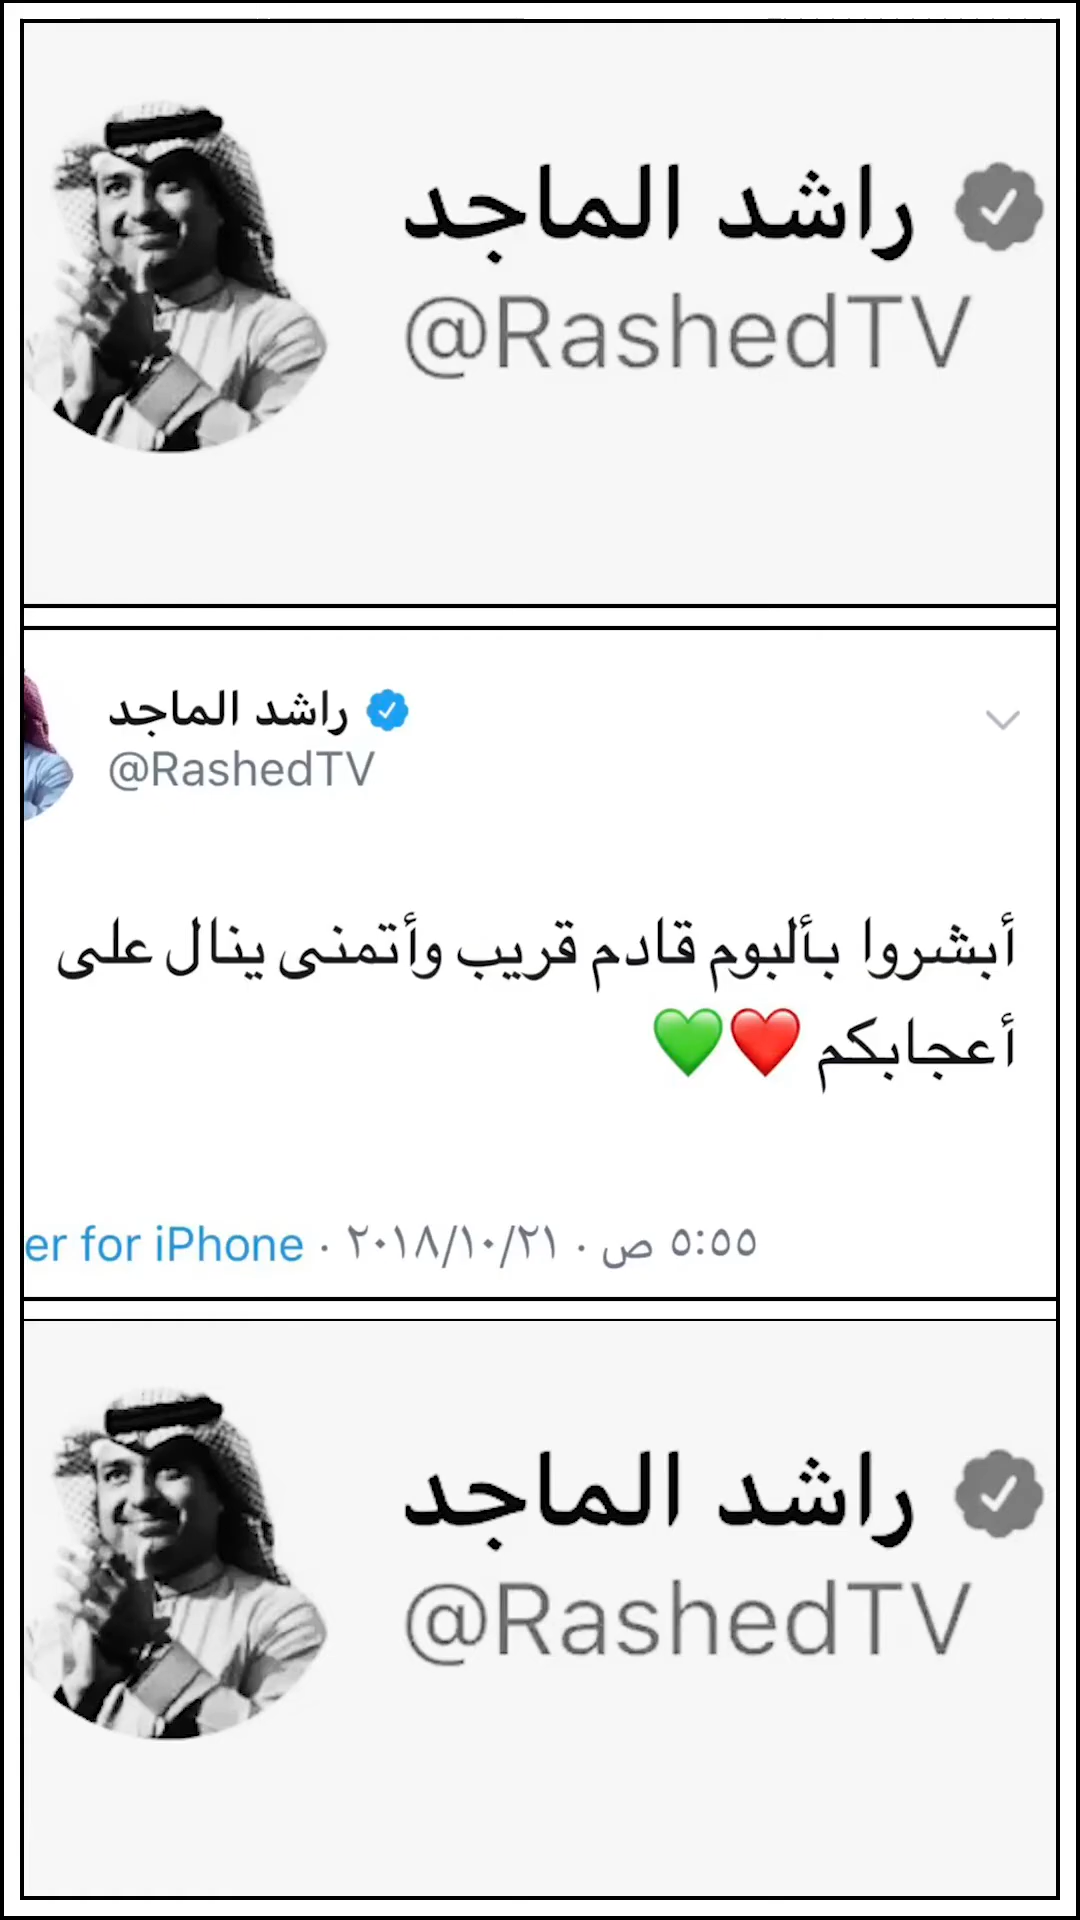 راشد الماجد
@RashedTV
راشد الماجد
@RashedTV
أبشروا بألبوم قادم قريب وأتمنى ينال على
أعجابكم ❤️💚
٥:٥٥ ص · ٢٠١٨/١٠/٢١ · er for iPhone
راشد الماجد
@RashedTV